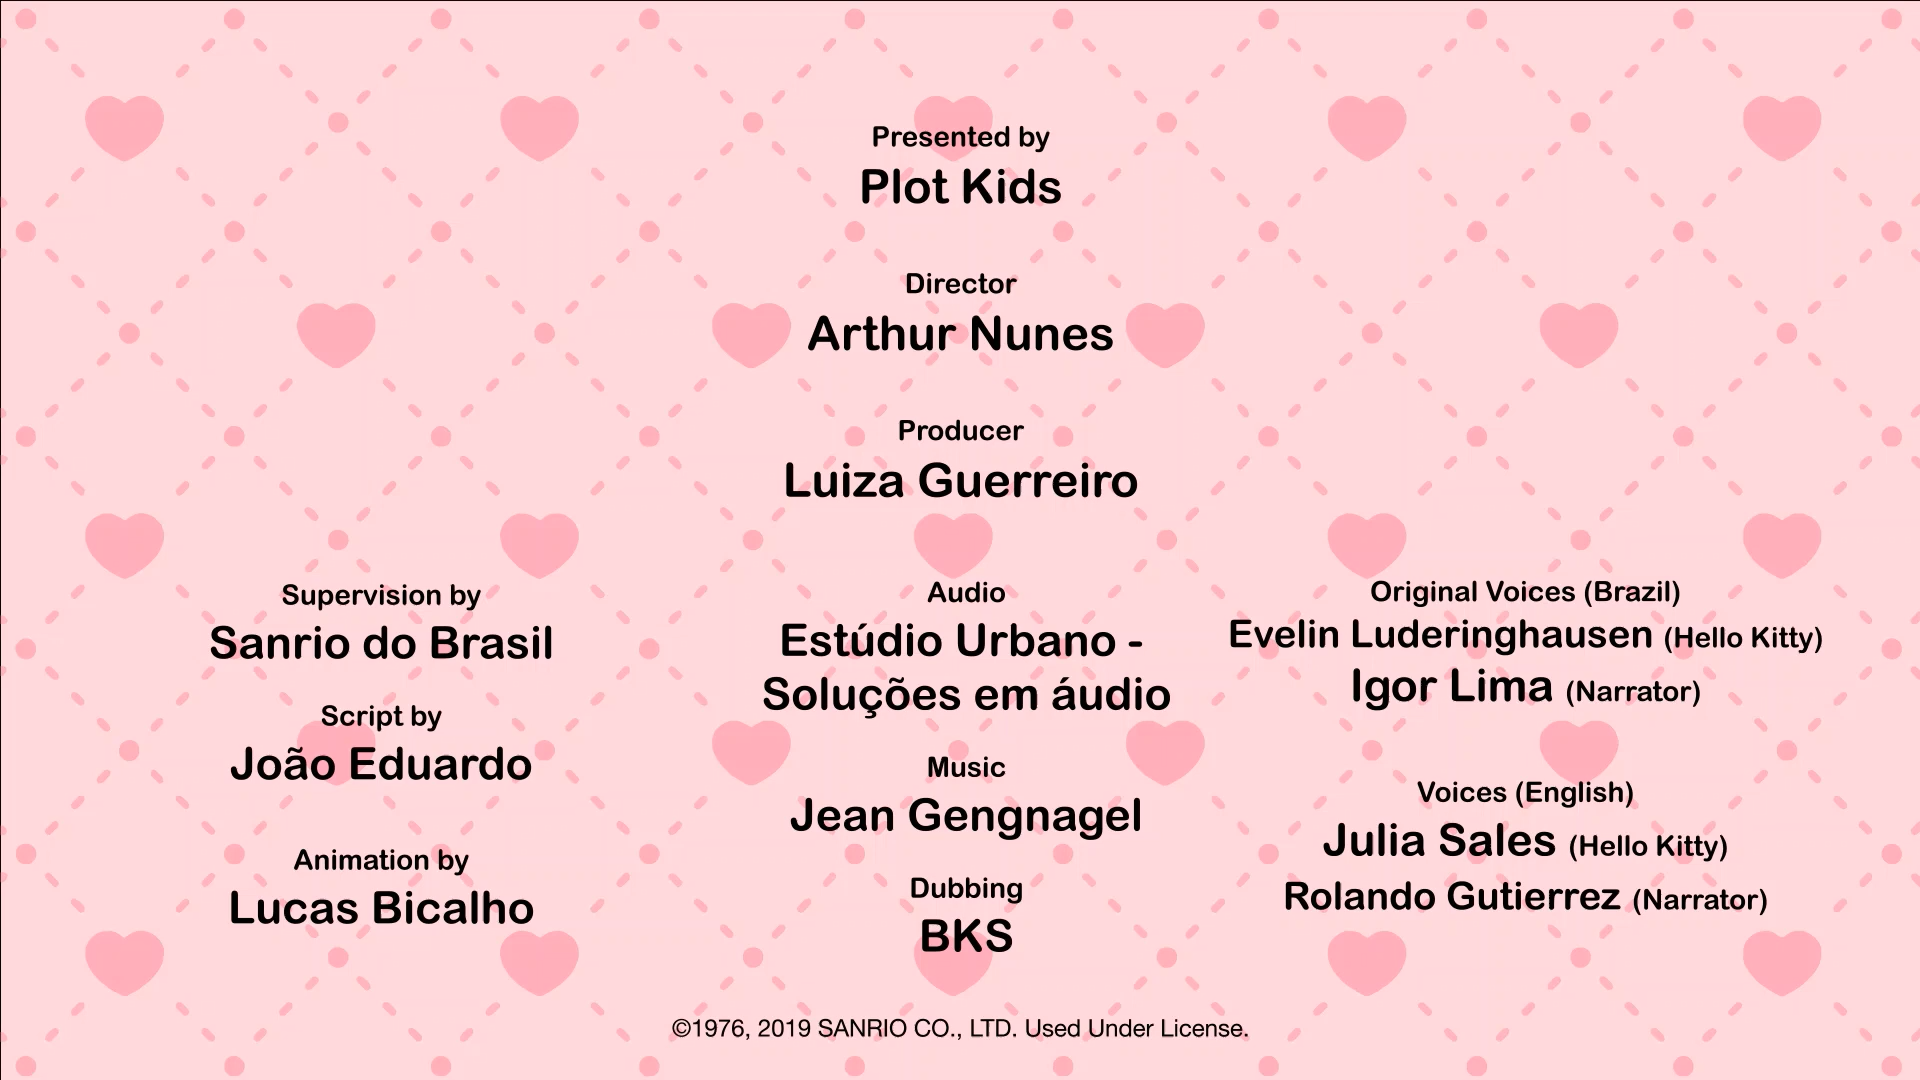 Presented by
Plot Kids
Director
Arthur Nunes
Producer
Luiza Guerreiro
Supervision by
Sanrio do Brasil
Script by
João Eduardo
Animation by
Lucas Bicalho
Audio
Estúdio Urbano -
Soluções em áudio
Music
Jean Gengnagel
Dubbing
BKS
Original Voices (Brazil)
Evelin Luderinghausen (Hello Kitty)
Igor Lima (Narrator)
Voices (English)
Julia Sales (Hello Kitty)
Rolando Gutierrez (Narrator)
©1976, 2019 SANRIO CO., LTD. Used Under License.